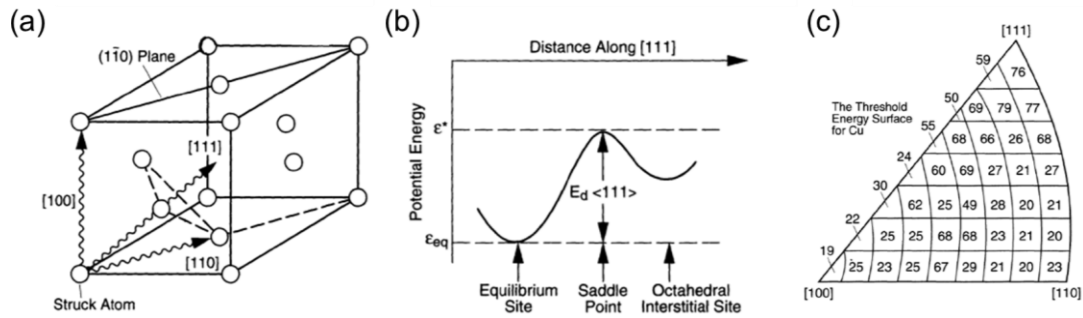 (a)
(11̄0) Plane
[111]
[100]
[110]
Struck Atom
(b)
Distance Along [111]
Potential Energy
ε*
εeq
Ed <111>
Equilibrium
Site
Saddle
Point
Octahedral
Interstitial Site
(c)
[111]
The Threshold
Energy Surface
for Cu
59 76
50 69 79 77
55 68 66 26 68
24 60 69 27 21 27
30 62 25 49 28 20 21
22 25 25 68 68 23 21 20
19 25 23 25 67 29 21 20 23
[100] [110]